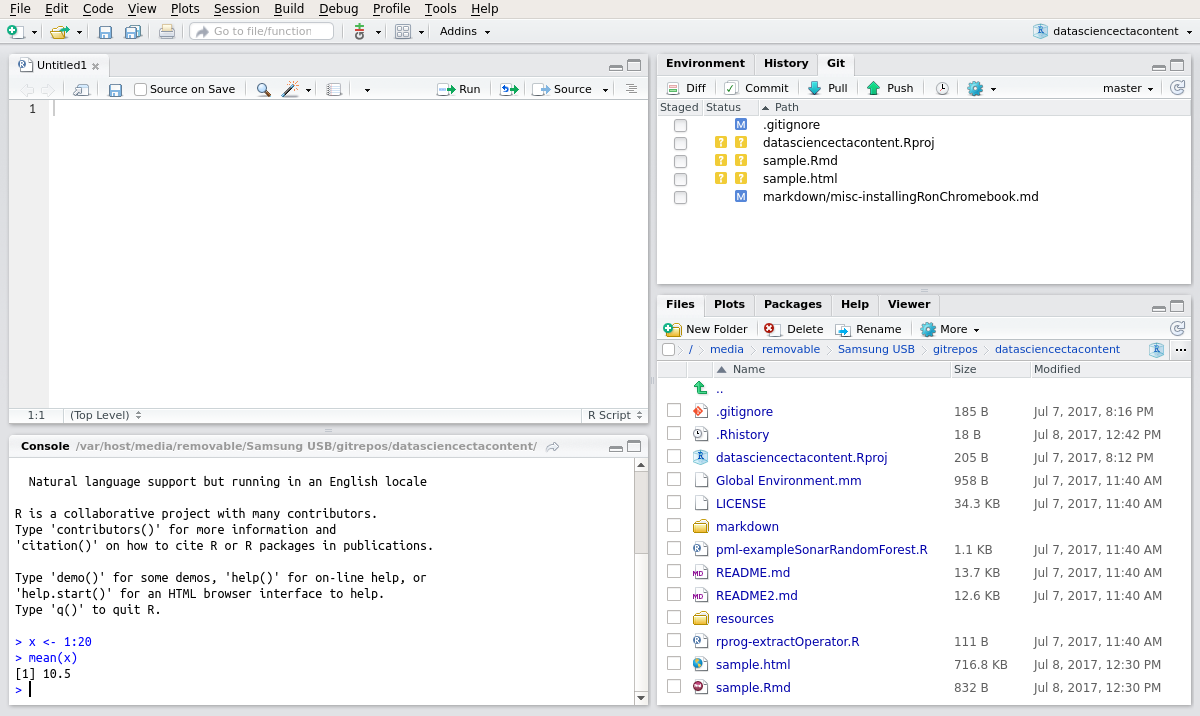 File Edit Code View Plots Session Build Debug Profile Tools Help
Go to file/function Addins datasciencectacontent
Untitled1
Source on Save Run Source
1
1:1 (Top Level) R Script
Console /var/host/media/removable/Samsung USB/gitrepos/datasciencectacontent/
Natural language support but running in an English locale
R is a collaborative project with many contributors.
Type 'contributors()' for more information and
'citation()' on how to cite R or R packages in publications.
Type 'demo()' for some demos, 'help()' for on-line help, or
'help.start()' for an HTML browser interface to help.
Type 'q()' to quit R.
> x <- 1:20
> mean(x)
[1] 10.5
>
Environment History Git
Diff Commit Pull Push master
Staged Status Path
M .gitignore
? ? datasciencectacontent.Rproj
? ? sample.Rmd
? ? sample.html
M markdown/misc-installingRonChromebook.md
Files Plots Packages Help Viewer
New Folder Delete Rename More
/ media removable Samsung USB gitrepos datasciencectacontent R ...
Name Size Modified
..
.gitignore 185 B Jul 7, 2017, 8:16 PM
.Rhistory 18 B Jul 8, 2017, 12:42 PM
datasciencectacontent.Rproj 205 B Jul 7, 2017, 8:12 PM
Global Environment.mm 958 B Jul 7, 2017, 11:40 AM
LICENSE 34.3 KB Jul 7, 2017, 11:40 AM
markdown
pml-exampleSonarRandomForest.R 1.1 KB Jul 7, 2017, 11:40 AM
MD README.md 13.7 KB Jul 7, 2017, 11:40 AM
MD README2.md 12.6 KB Jul 7, 2017, 11:40 AM
resources
rprog-extractOperator.R 111 B Jul 7, 2017, 11:40 AM
sample.html 716.8 KB Jul 8, 2017, 12:30 PM
sample.Rmd 832 B Jul 8, 2017, 12:30 PM